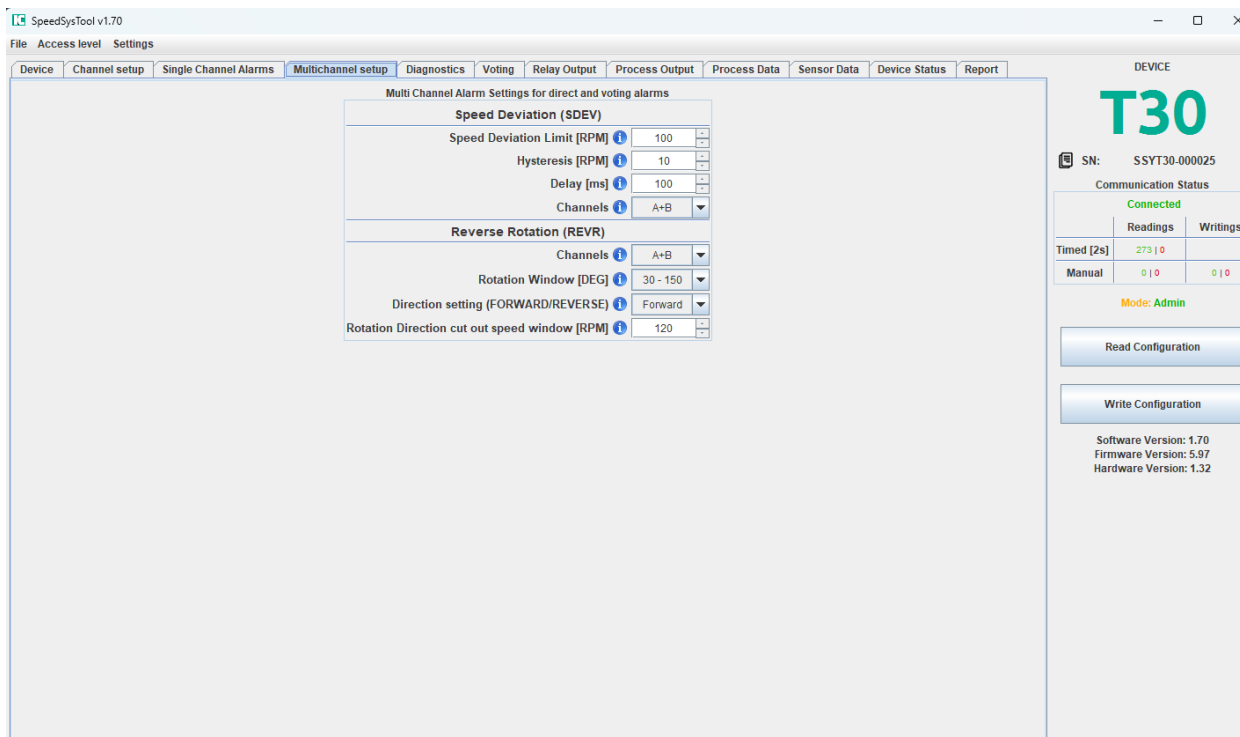 SpeedSysTool v1.70
File Access level Settings
Device Channel setup Single Channel Alarms Multichannel setup Diagnostics Voting Relay Output Process Output Process Data Sensor Data Device Status Report
Multi Channel Alarm Settings for direct and voting alarms
Speed Deviation (SDEV)
Speed Deviation Limit [RPM] 100
Hysteresis [RPM] 10
Delay [ms] 100
Channels A+B
Reverse Rotation (REVR)
Channels A+B
Rotation Window [DEG] 30 - 150
Direction setting (FORWARD/REVERSE) Forward
Rotation Direction cut out speed window [RPM] 120
DEVICE
T30
SN: SSYT30-000025
Communication Status
Connected
Readings Writings
Timed [2s] 273 | 0
Manual 0 | 0 0 | 0
Mode: Admin
Read Configuration
Write Configuration
Software Version: 1.70
Firmware Version: 5.97
Hardware Version: 1.32